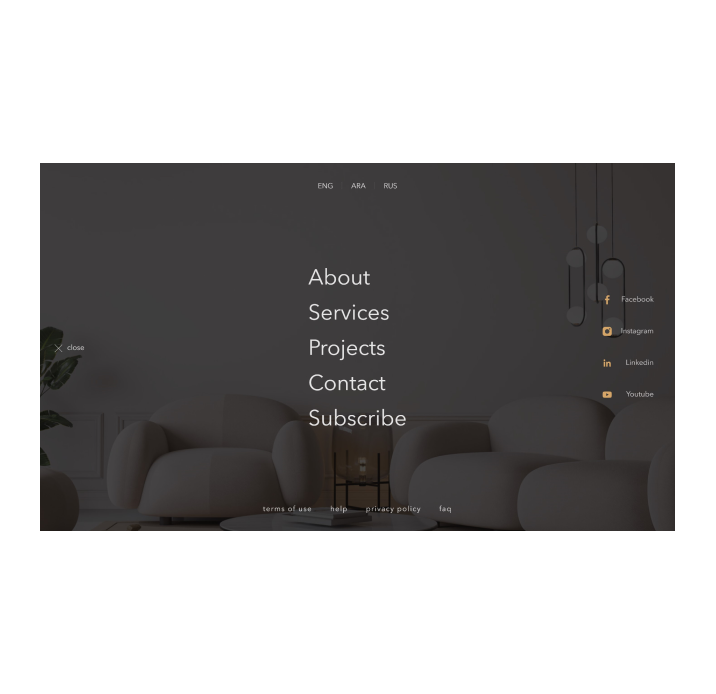 ENG ARA RUS
About
Services
Projects
Contact
Subscribe
close
Facebook
Instagram
Linkedin
Youtube
terms of use help privacy policy faq